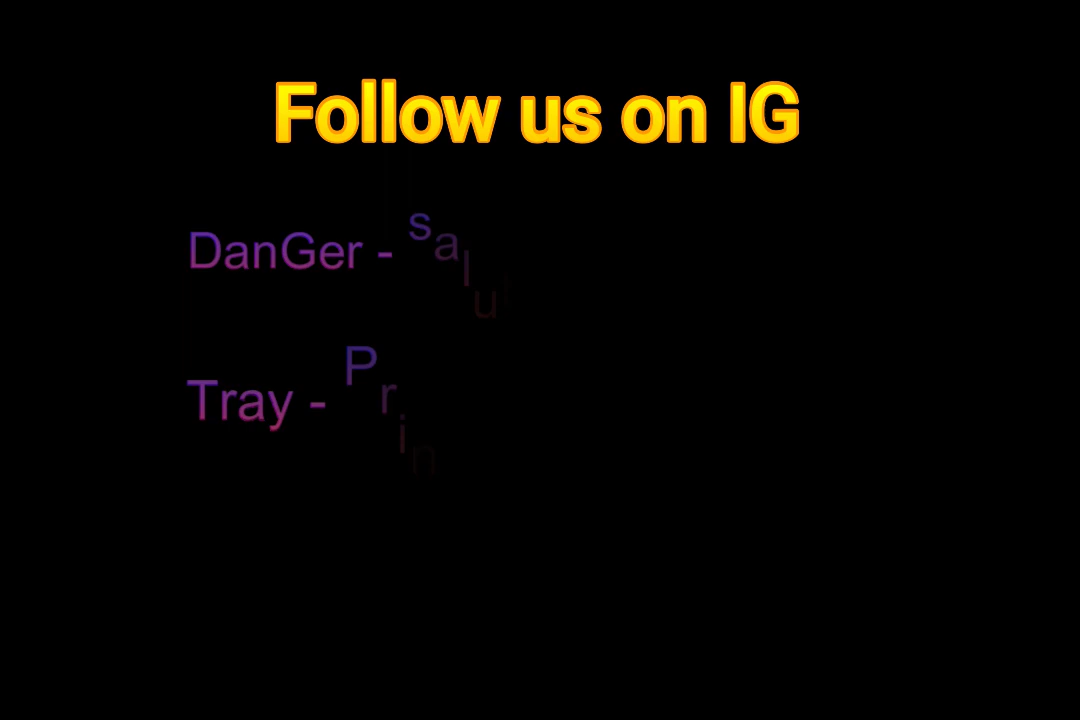 Follow us on IG
DanGer - salu
Tray - Prin